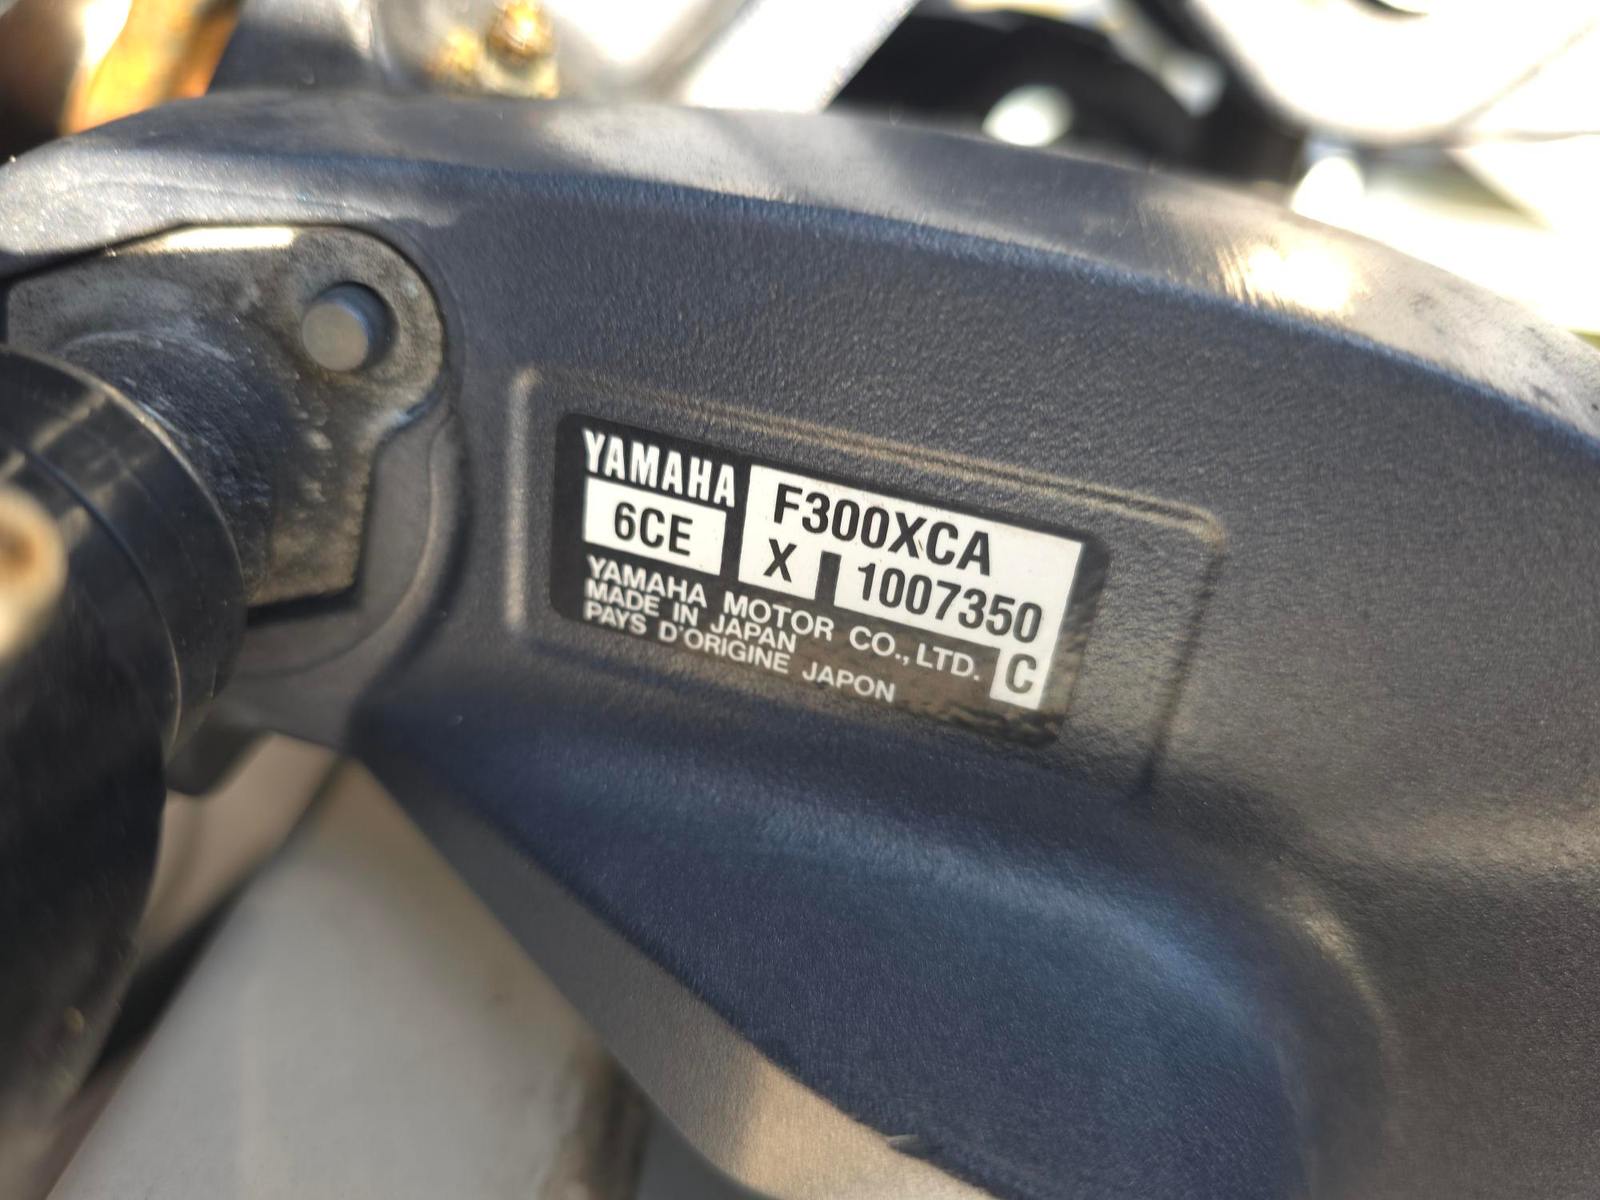 YAMAHA
F300XCA
6CE
X 1007350
YAMAHA MOTOR CO., LTD.
MADE IN JAPAN
PAYS D'ORIGINE JAPON
C